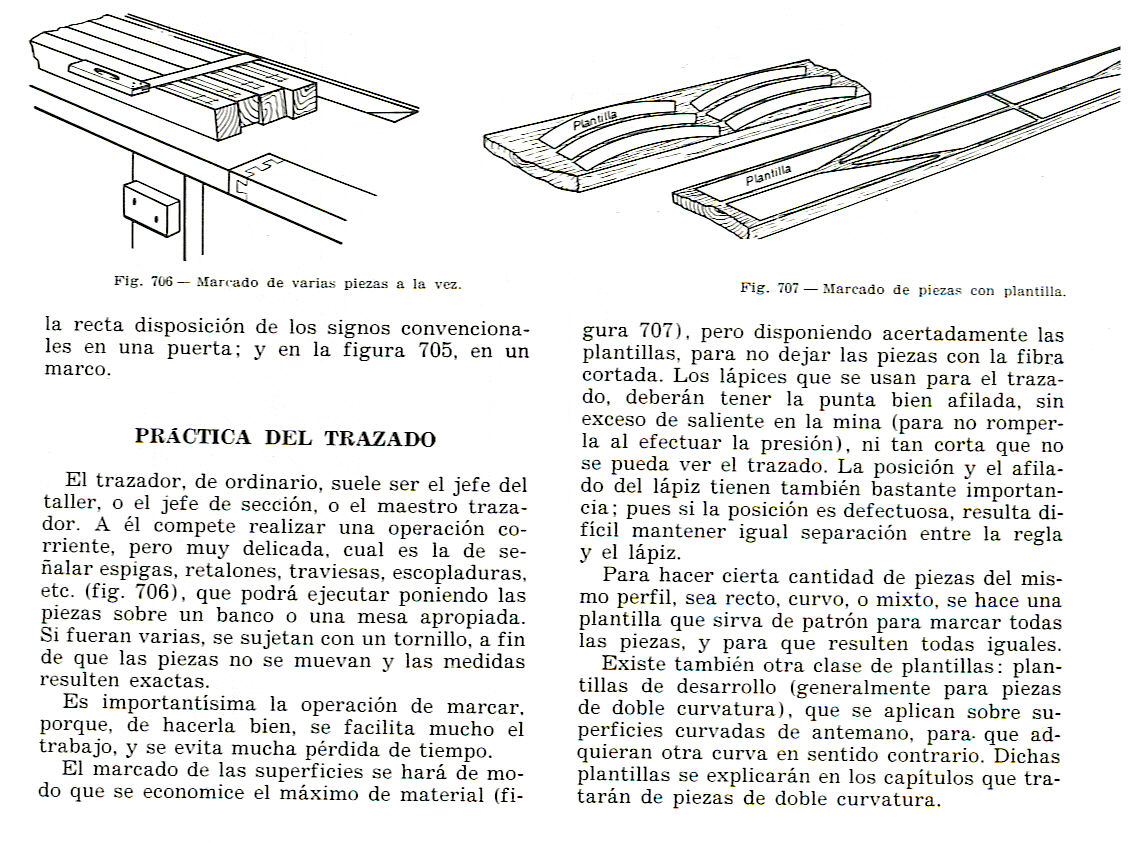 Plantilla
Plantilla
Fig. 706 — Marcado de varias piezas a la vez.
Fig. 707 — Marcado de piezas con plantilla.
la recta disposición de los signos convenciona-
les en una puerta; y en la figura 705, en un
marco.
PRÁCTICA DEL TRAZADO
El trazador, de ordinario, suele ser el jefe del
taller, o el jefe de sección, o el maestro traza-
dor. A él compete realizar una operación co-
rriente, pero muy delicada, cual es la de se-
ñalar espigas, retalones, traviesas, escopladuras,
etc. (fig. 706), que podrá ejecutar poniendo las
piezas sobre un banco o una mesa apropiada.
Si fueran varias, se sujetan con un tornillo, a fin
de que las piezas no se muevan y las medidas
resulten exactas.
Es importantísima la operación de marcar,
porque, de hacerla bien, se facilita mucho el
trabajo, y se evita mucha pérdida de tiempo.
El marcado de las superficies se hará de mo-
do que se economice el máximo de material (fi-
gura 707), pero disponiendo acertadamente las
plantillas, para no dejar las piezas con la fibra
cortada. Los lápices que se usan para el traza-
do, deberán tener la punta bien afilada, sin
exceso de saliente en la mina (para no romper-
la al efectuar la presión), ni tan corta que no
se pueda ver el trazado. La posición y el afila-
do del lápiz tienen también bastante importan-
cia; pues si la posición es defectuosa, resulta di-
fícil mantener igual separación entre la regla
y el lápiz.
Para hacer cierta cantidad de piezas del mis-
mo perfil, sea recto, curvo, o mixto, se hace una
plantilla que sirva de patrón para marcar todas
las piezas, y para que resulten todas iguales.
Existe también otra clase de plantillas: plan-
tillas de desarrollo (generalmente para piezas
de doble curvatura), que se aplican sobre su-
perficies curvadas de antemano, para que ad-
quieran otra curva en sentido contrario. Dichas
plantillas se explicarán en los capítulos que tra-
tarán de piezas de doble curvatura.